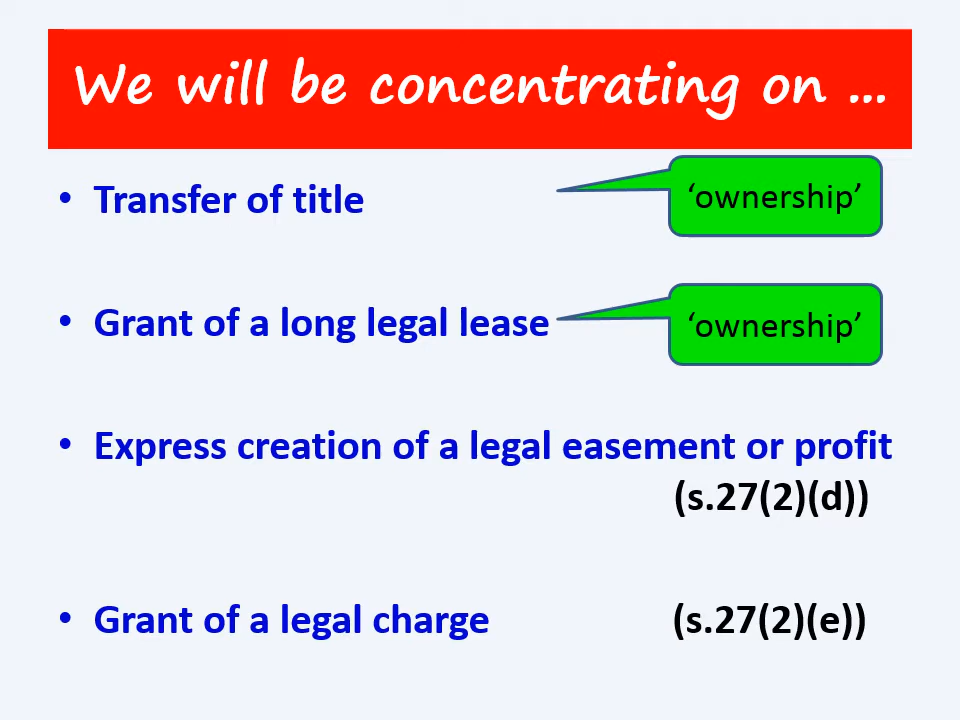 We will be concentrating on ...
• Transfer of title
‘ownership’
• Grant of a long legal lease
‘ownership’
• Express creation of a legal easement or profit
(s.27(2)(d))
• Grant of a legal charge (s.27(2)(e))